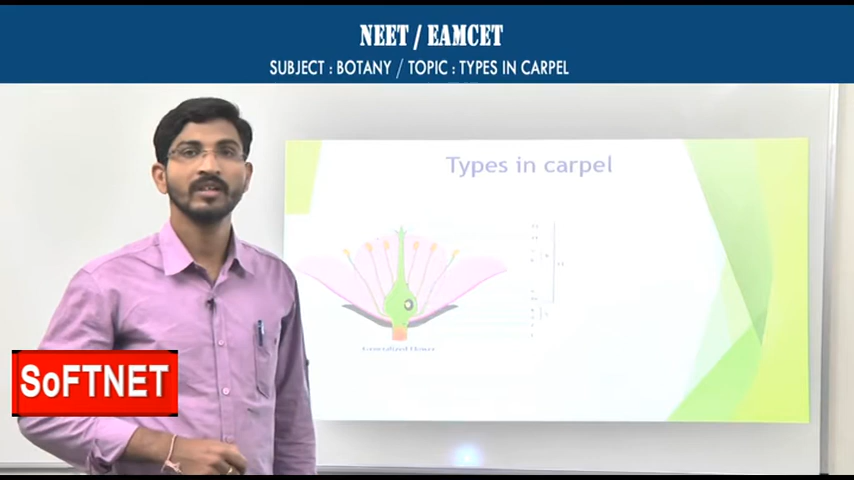 NEET / EAMCET
SUBJECT : BOTANY / TOPIC : TYPES IN CARPEL
Types in carpel
SoFTNET